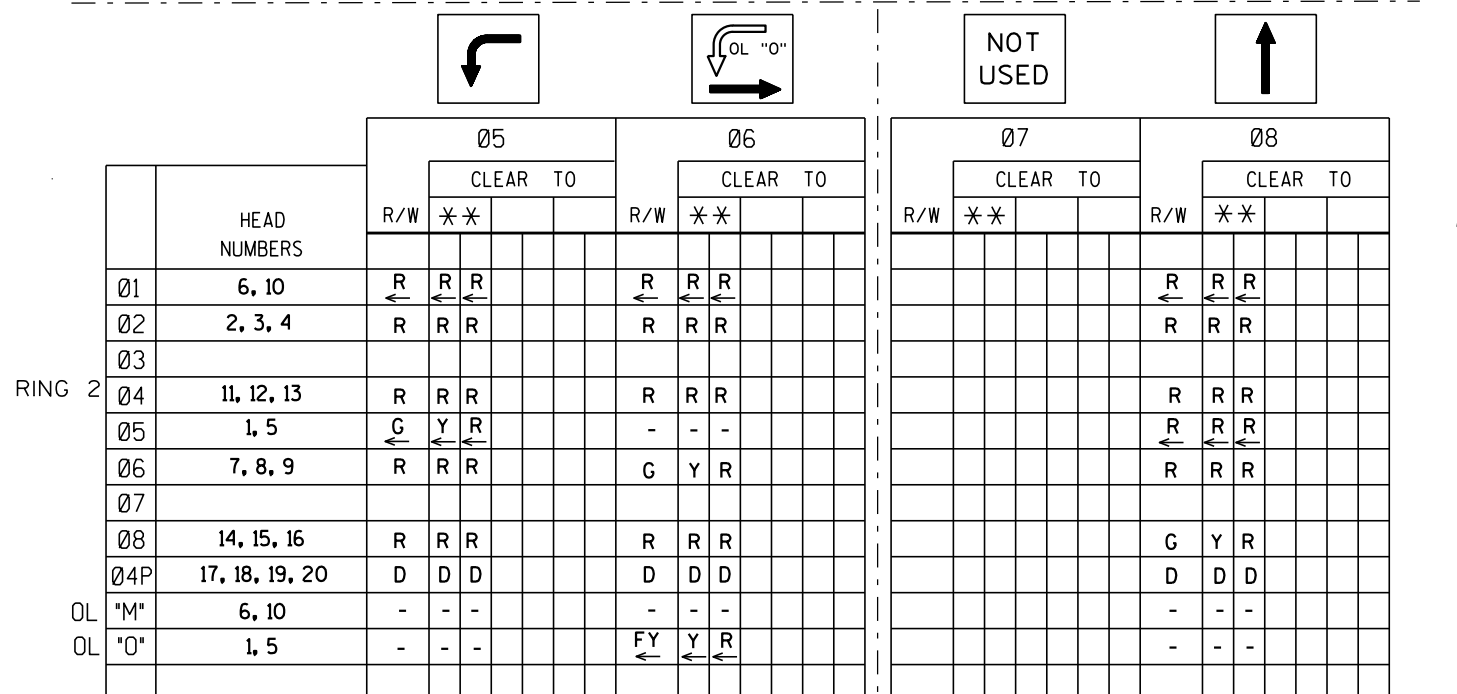 OL "O"
NOT
USED
Ø5 Ø6 Ø7 Ø8
CLEAR TO CLEAR TO CLEAR TO CLEAR TO
HEAD
NUMBERS
R/W ** R/W ** R/W ** R/W **
Ø1 6, 10 R R R R R R R R R
Ø2 2, 3, 4 R R R R R R R R R
Ø3
RING 2
Ø4 11, 12, 13 R R R R R R R R R
Ø5 1, 5 G Y R - - - R R R
Ø6 7, 8, 9 R R R G Y R R R R
Ø7
Ø8 14, 15, 16 R R R R R R G Y R
Ø4P 17, 18, 19, 20 D D D D D D D D D
OL "M" 6, 10 - - - - - - - - -
OL "O" 1, 5 - - - FY Y R - - -